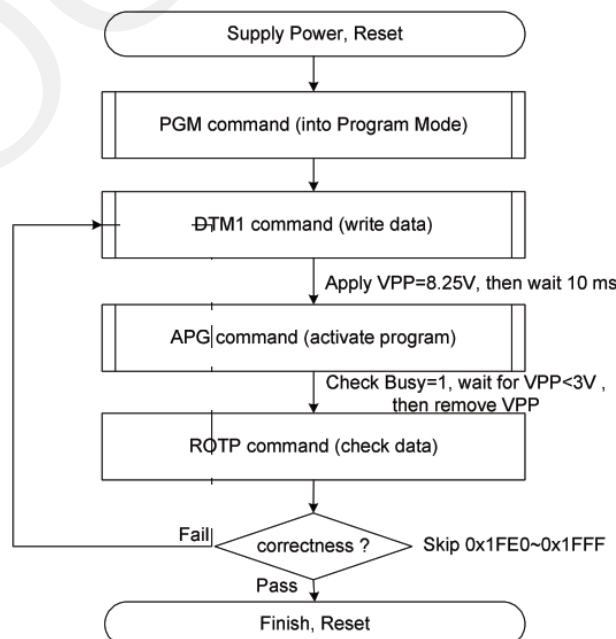 Supply Power, Reset
PGM command (into Program Mode)
DTM1 command (write data)
Apply VPP=8.25V, then wait 10 ms
APG command (activate program)
Check Busy=1, wait for VPP<3V ,
then remove VPP
ROTP command (check data)
Fail
correctness ?
Skip 0x1FE0~0x1FFF
Pass
Finish, Reset